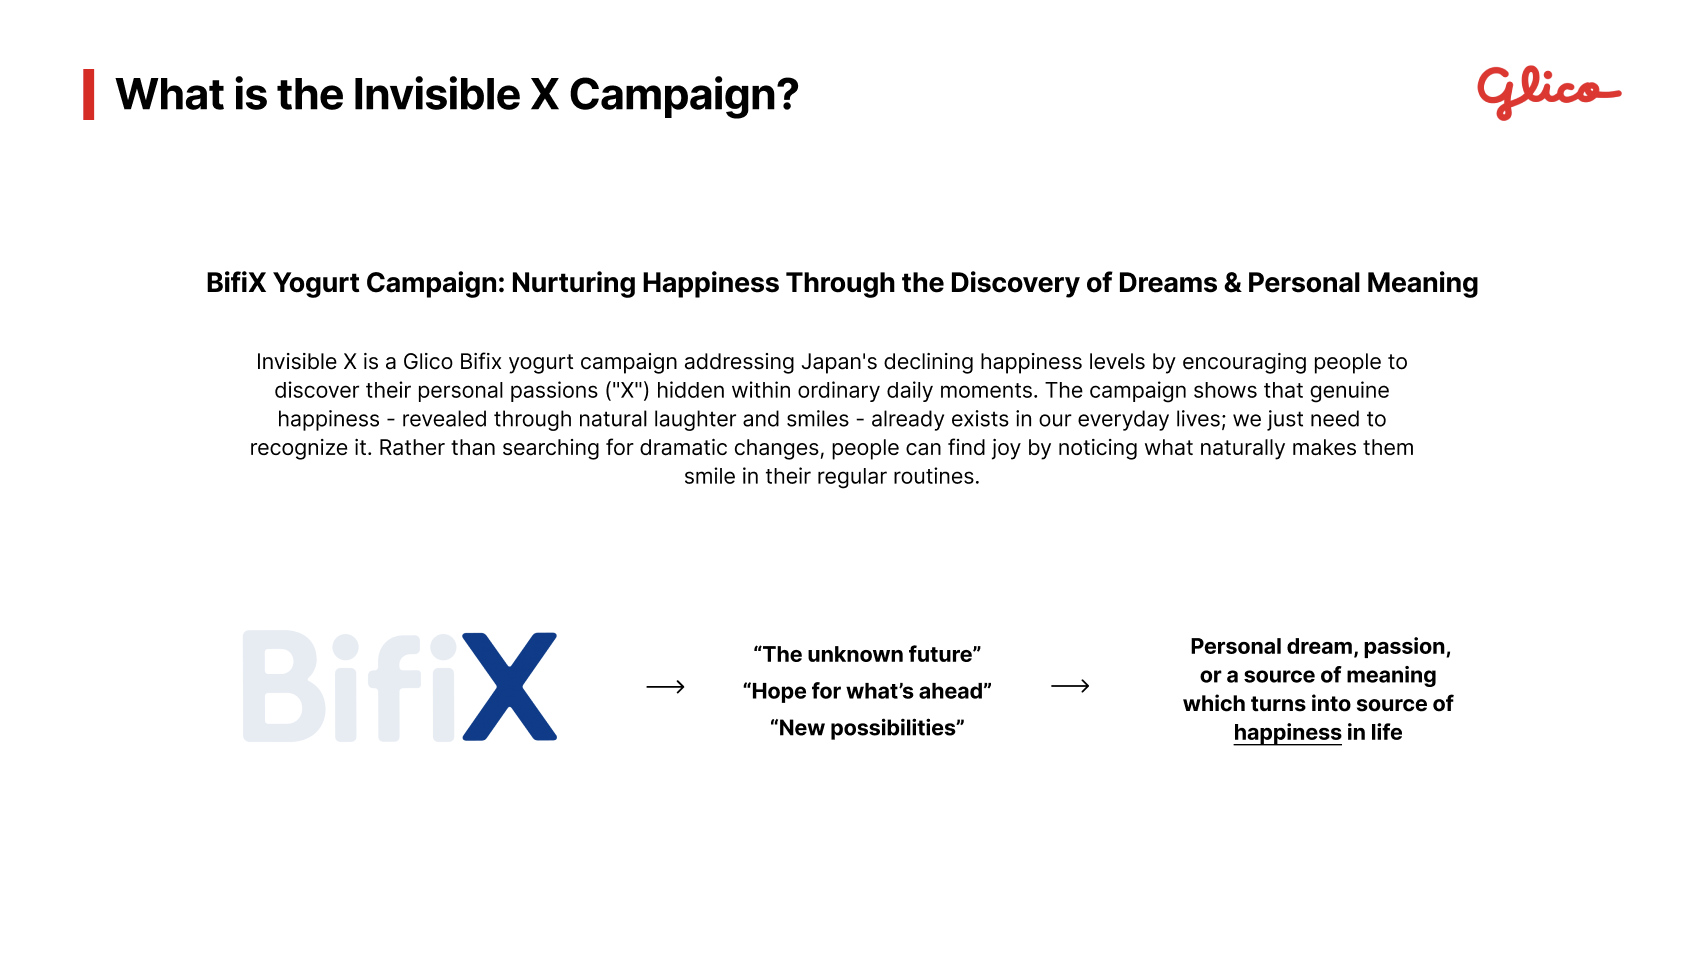 What is the Invisible X Campaign?
Glico
BifiX Yogurt Campaign: Nurturing Happiness Through the Discovery of Dreams & Personal Meaning
Invisible X is a Glico Bifix yogurt campaign addressing Japan's declining happiness levels by encouraging people to
discover their personal passions ("X") hidden within ordinary daily moments. The campaign shows that genuine
happiness - revealed through natural laughter and smiles - already exists in our everyday lives; we just need to
recognize it. Rather than searching for dramatic changes, people can find joy by noticing what naturally makes them
smile in their regular routines.
BifiX
“The unknown future”
“Hope for what’s ahead”
“New possibilities”
Personal dream, passion,
or a source of meaning
which turns into source of
happiness in life